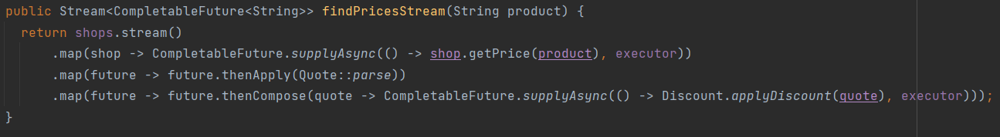 public Stream<CompletableFuture<String>> findPricesStream(String product) {
  return shops.stream()
      .map(shop -> CompletableFuture.supplyAsync(() -> shop.getPrice(product), executor))
      .map(future -> future.thenApply(Quote::parse))
      .map(future -> future.thenCompose(quote -> CompletableFuture.supplyAsync(() -> Discount.applyDiscount(quote), executor)));
}